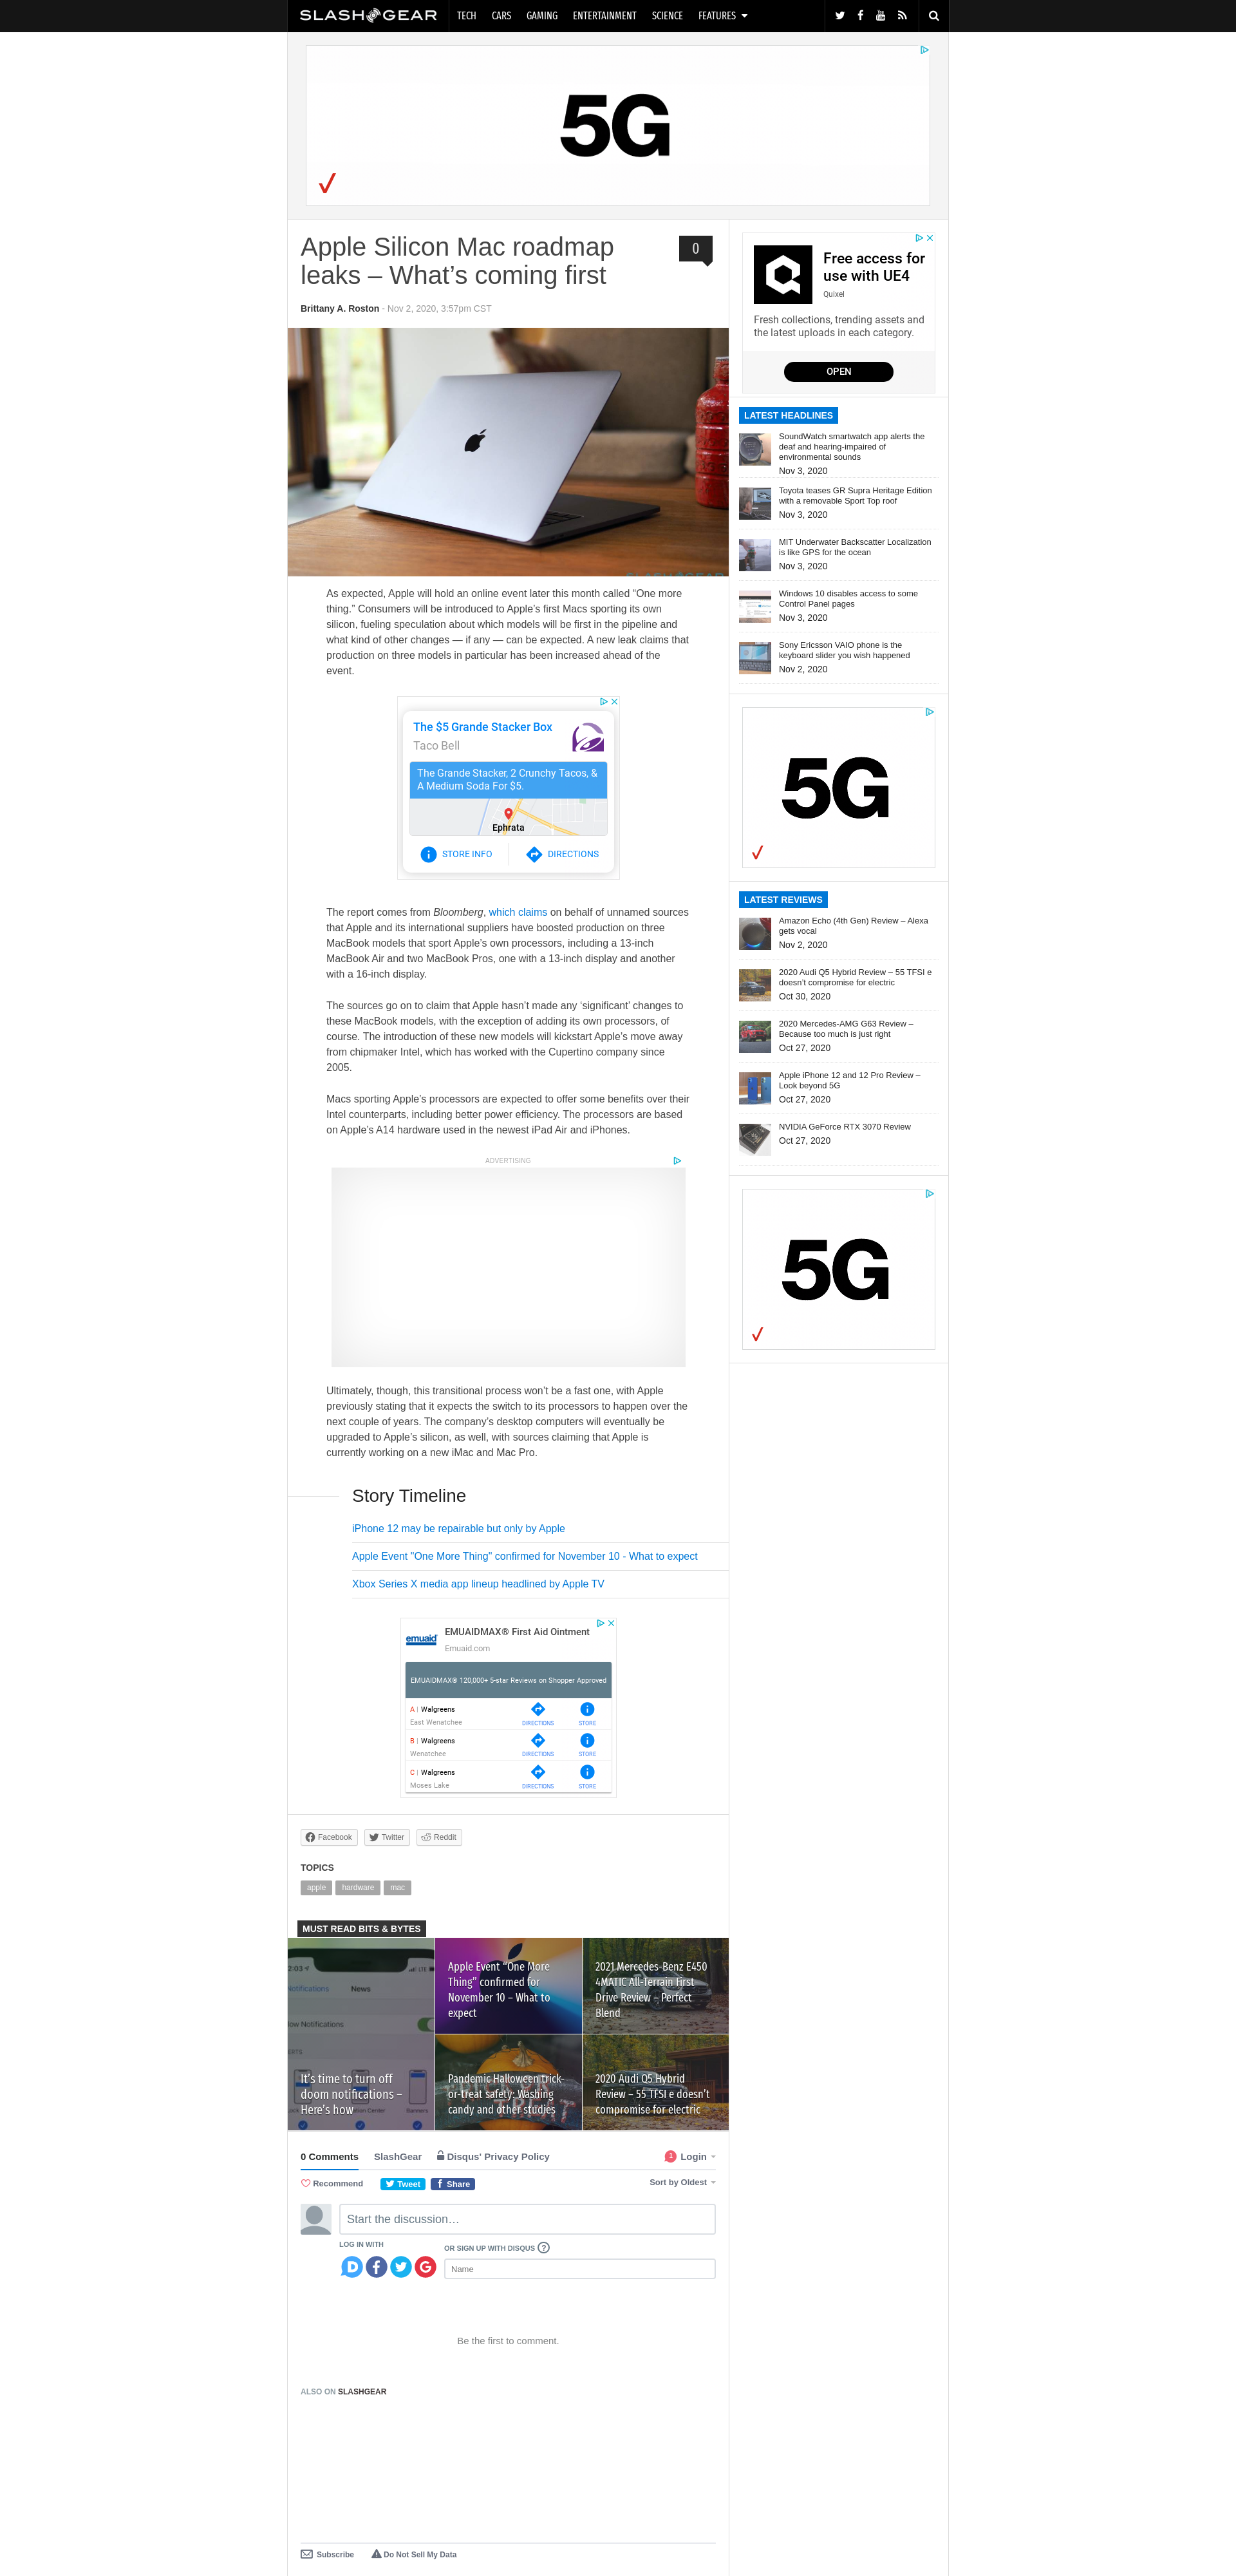 SLASHGEAR
TECH
CARS
GAMING
ENTERTAINMENT
SCIENCE
FEATURES
5G
Apple Silicon Mac roadmap
leaks – What’s coming first
0
Brittany A. Roston - Nov 2, 2020, 3:57pm CST
As expected, Apple will hold an online event later this month called “One more
thing.” Consumers will be introduced to Apple’s first Macs sporting its own
silicon, fueling speculation about which models will be first in the pipeline and
what kind of other changes — if any — can be expected. A new leak claims that
production on three models in particular has been increased ahead of the
event.
The $5 Grande Stacker Box
Taco Bell
The Grande Stacker, 2 Crunchy Tacos, &
A Medium Soda For $5.
Ephrata
STORE INFO
DIRECTIONS
The report comes from Bloomberg, which claims on behalf of unnamed sources
that Apple and its international suppliers have boosted production on three
MacBook models that sport Apple’s own processors, including a 13-inch
MacBook Air and two MacBook Pros, one with a 13-inch display and another
with a 16-inch display.
The sources go on to claim that Apple hasn’t made any ‘significant’ changes to
these MacBook models, with the exception of adding its own processors, of
course. The introduction of these new models will kickstart Apple’s move away
from chipmaker Intel, which has worked with the Cupertino company since
2005.
Macs sporting Apple’s processors are expected to offer some benefits over their
Intel counterparts, including better power efficiency. The processors are based
on Apple’s A14 hardware used in the newest iPad Air and iPhones.
ADVERTISING
Ultimately, though, this transitional process won’t be a fast one, with Apple
previously stating that it expects the switch to its processors to happen over the
next couple of years. The company’s desktop computers will eventually be
upgraded to Apple’s silicon, as well, with sources claiming that Apple is
currently working on a new iMac and Mac Pro.
Story Timeline
iPhone 12 may be repairable but only by Apple
Apple Event "One More Thing" confirmed for November 10 - What to expect
Xbox Series X media app lineup headlined by Apple TV
emuaid
EMUAIDMAX® First Aid Ointment
Emuaid.com
EMUAIDMAX® 120,000+ 5-star Reviews on Shopper Approved
A | Walgreens
East Wenatchee
DIRECTIONS
STORE
B | Walgreens
Wenatchee
DIRECTIONS
STORE
C | Walgreens
Moses Lake
DIRECTIONS
STORE
Facebook
Twitter
Reddit
TOPICS
apple
hardware
mac
MUST READ BITS & BYTES
News
It’s time to turn off
doom notifications –
Here’s how
Apple Event “One More
Thing” confirmed for
November 10 – What to
expect
2021 Mercedes-Benz E450
4MATIC All-Terrain First
Drive Review – Perfect
Blend
Pandemic Halloween trick-
or-treat safety: Washing
candy and other studies
2020 Audi Q5 Hybrid
Review – 55 TFSI e doesn’t
compromise for electric
0 Comments
SlashGear
Disqus' Privacy Policy
1
Login
Recommend
Tweet
Share
Sort by Oldest
Start the discussion…
LOG IN WITH
OR SIGN UP WITH DISQUS ?
Name
Be the first to comment.
ALSO ON SLASHGEAR
Subscribe
Do Not Sell My Data
Free access for
use with UE4
Quixel
Fresh collections, trending assets and
the latest uploads in each category.
OPEN
LATEST HEADLINES
SoundWatch smartwatch app alerts the
deaf and hearing-impaired of
environmental sounds
Nov 3, 2020
Toyota teases GR Supra Heritage Edition
with a removable Sport Top roof
Nov 3, 2020
MIT Underwater Backscatter Localization
is like GPS for the ocean
Nov 3, 2020
Windows 10 disables access to some
Control Panel pages
Nov 3, 2020
Sony Ericsson VAIO phone is the
keyboard slider you wish happened
Nov 2, 2020
5G
LATEST REVIEWS
Amazon Echo (4th Gen) Review – Alexa
gets vocal
Nov 2, 2020
2020 Audi Q5 Hybrid Review – 55 TFSI e
doesn’t compromise for electric
Oct 30, 2020
2020 Mercedes-AMG G63 Review –
Because too much is just right
Oct 27, 2020
Apple iPhone 12 and 12 Pro Review –
Look beyond 5G
Oct 27, 2020
NVIDIA GeForce RTX 3070 Review
Oct 27, 2020
5G